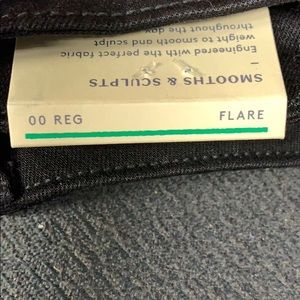 SMOOTHS & SCULPTS
–
Engineered with the perfect fabric
weight to smooth and sculpt
throughout the day
00 REG FLARE